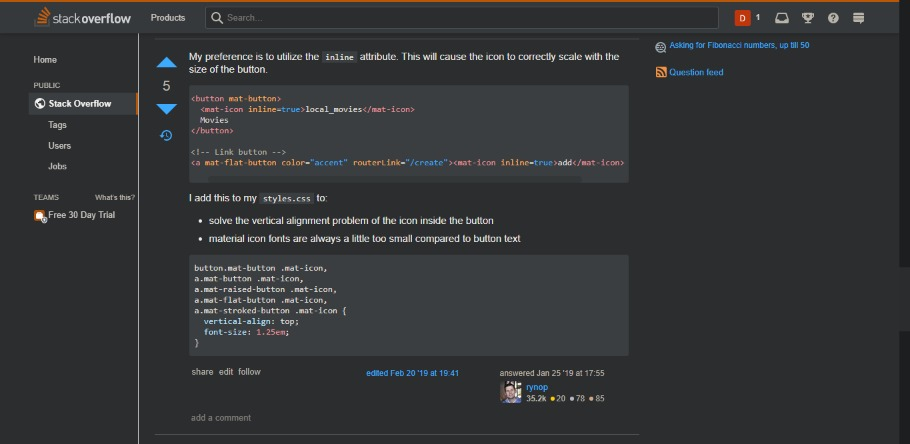 stackoverflow Products Search... D 1
Home
PUBLIC
Stack Overflow
Tags
Users
Jobs
TEAMS What's this?
Free 30 Day Trial
My preference is to utilize the inline attribute. This will cause the icon to correctly scale with the
size of the button.
5
<button mat-button>
<mat-icon inline=true>local_movies</mat-icon>
Movies
</button>
<!-- Link button -->
<a mat-flat-button color="accent" routerLink="/create"><mat-icon inline=true>add</mat-icon>
I add this to my styles.css to:
• solve the vertical alignment problem of the icon inside the button
• material icon fonts are always a little too small compared to button text
button.mat-button .mat-icon,
a.mat-button .mat-icon,
a.mat-raised-button .mat-icon,
a.mat-flat-button .mat-icon,
a.mat-stroked-button .mat-icon {
vertical-align: top;
font-size: 1.25em;
}
share edit follow
edited Feb 20 '19 at 19:41
answered Jan 25 '19 at 17:55
rynop
35.2k 20 78 85
add a comment
Asking for Fibonacci numbers, up till 50
Question feed